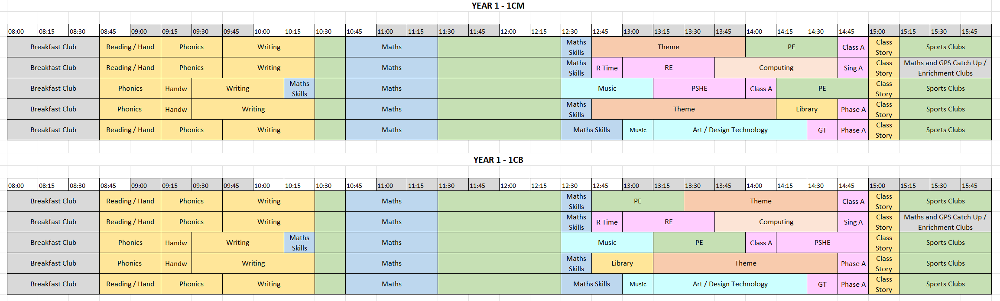 YEAR 1 - 1CM
08:00 08:15 08:30 08:45 09:00 09:15 09:30 09:45 10:00 10:15 10:30 10:45 11:00 11:15 11:30 11:45 12:00 12:15 12:30 12:45 13:00 13:15 13:30 13:45 14:00 14:15 14:30 14:45 15:00 15:15 15:30 15:45
Breakfast Club Reading / Hand Phonics Writing Maths Maths Skills Theme PE Class A Class Story Sports Clubs
Breakfast Club Reading / Hand Phonics Writing Maths Maths Skills R Time RE Computing Sing A Class Story Maths and GPS Catch Up / Enrichment Clubs
Breakfast Club Phonics Handw Writing Maths Skills Maths Music PSHE Class A PE Class Story Sports Clubs
Breakfast Club Phonics Handw Writing Maths Maths Skills Theme Library Phase A Class Story Sports Clubs
Breakfast Club Reading / Hand Phonics Writing Maths Maths Skills Music Art / Design Technology GT Phase A Class Story Sports Clubs
YEAR 1 - 1CB
08:00 08:15 08:30 08:45 09:00 09:15 09:30 09:45 10:00 10:15 10:30 10:45 11:00 11:15 11:30 11:45 12:00 12:15 12:30 12:45 13:00 13:15 13:30 13:45 14:00 14:15 14:30 14:45 15:00 15:15 15:30 15:45
Breakfast Club Reading / Hand Phonics Writing Maths Maths Skills PE Theme Class A Class Story Sports Clubs
Breakfast Club Reading / Hand Phonics Writing Maths Maths Skills R Time RE Computing Sing A Class Story Maths and GPS Catch Up / Enrichment Clubs
Breakfast Club Phonics Handw Writing Maths Skills Maths Music PE Class A PSHE Class Story Sports Clubs
Breakfast Club Phonics Handw Writing Maths Maths Skills Library Theme Phase A Class Story Sports Clubs
Breakfast Club Reading / Hand Phonics Writing Maths Maths Skills Music Art / Design Technology GT Phase A Class Story Sports Clubs